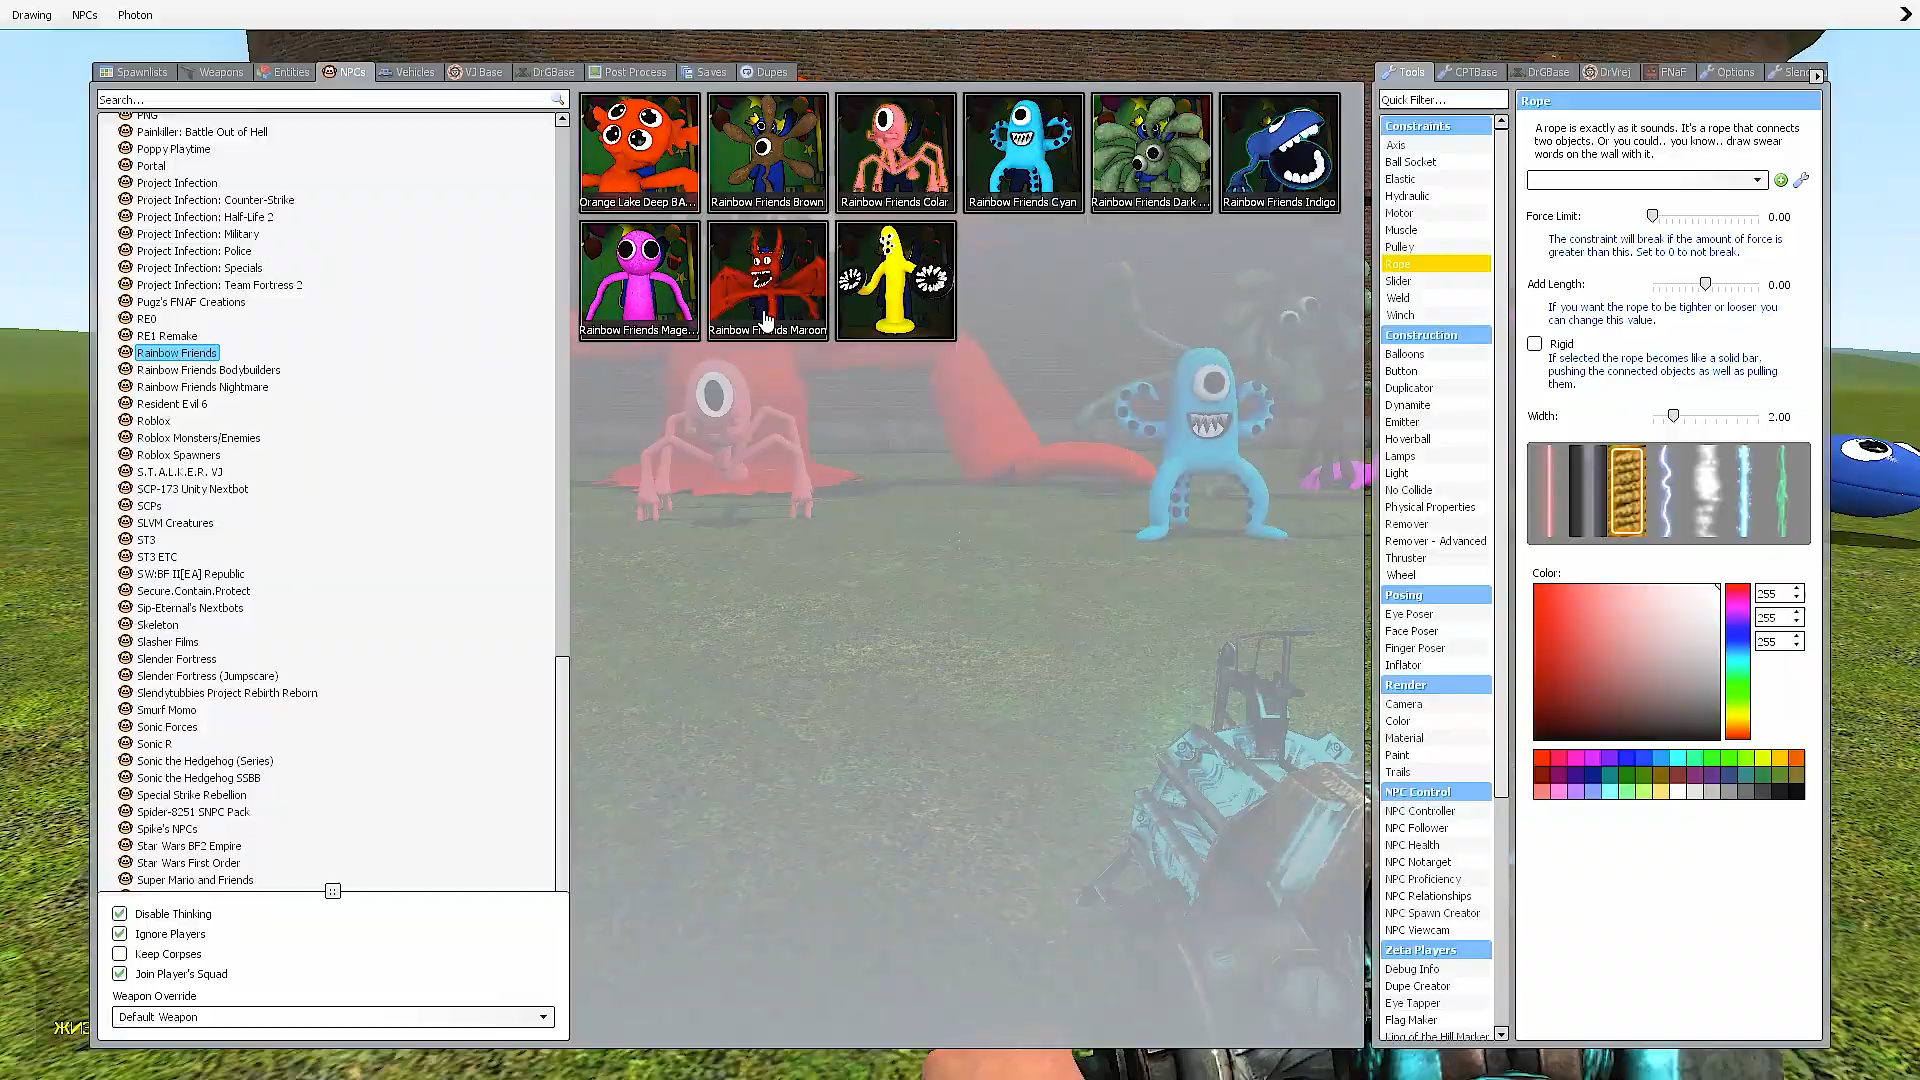 Drawing NPCs Photon
Spawnlists Weapons Entities NPCs Vehicles VJ Base DrGBase Post Process Saves Dupes
Search...
PNG
Painkiller: Battle Out of Hell
Poppy Playtime
Portal
Project Infection
Project Infection: Counter-Strike
Project Infection: Half-Life 2
Project Infection: Military
Project Infection: Police
Project Infection: Specials
Project Infection: Team Fortress 2
Pugz's FNAF Creations
RE0
RE1 Remake
Rainbow Friends
Rainbow Friends Bodybuilders
Rainbow Friends Nightmare
Resident Evil 6
Roblox
Roblox Monsters/Enemies
Roblox Spawners
S.T.A.L.K.E.R. VJ
SCP-173 Unity Nextbot
SCPs
SLVM Creatures
ST3
ST3 ETC
SW:BF II[EA] Republic
Secure.Contain.Protect
Sip-Eternal's Nextbots
Skeleton
Slasher Films
Slender Fortress
Slender Fortress (Jumpscare)
Slendytubbies Project Rebirth Reborn
Smurf Momo
Sonic Forces
Sonic R
Sonic the Hedgehog (Series)
Sonic the Hedgehog SSBB
Special Strike Rebellion
Spider-8251 SNPC Pack
Spike's NPCs
Star Wars BF2 Empire
Star Wars First Order
Super Mario and Friends
Disable Thinking
Ignore Players
Keep Corpses
Join Player's Squad
Weapon Override
Default Weapon
Orange Lake Deep BA... Rainbow Friends Brown Rainbow Friends Colar Rainbow Friends Cyan Rainbow Friends Dark ... Rainbow Friends Indigo
Rainbow Friends Mage... Rainbow Friends Maroon
Tools CPTBase DrGBase DrVrej FNaF Options Slend
Quick Filter...
Constraints
Axis
Ball Socket
Elastic
Hydraulic
Motor
Muscle
Pulley
Rope
Slider
Weld
Winch
Construction
Balloons
Button
Duplicator
Dynamite
Emitter
Hoverball
Lamps
Light
No Collide
Physical Properties
Remover
Remover - Advanced
Thruster
Wheel
Posing
Eye Poser
Face Poser
Finger Poser
Inflator
Render
Camera
Color
Material
Paint
Trails
NPC Control
NPC Controller
NPC Follower
NPC Health
NPC Notarget
NPC Proficiency
NPC Relationships
NPC Spawn Creator
NPC Viewcam
Zeta Players
Debug Info
Dupe Creator
Eye Tapper
Flag Maker
King of the Hill Marker
Rope
A rope is exactly as it sounds. It's a rope that connects
two objects. Or you could.. you know.. draw swear
words on the wall with it.
Force Limit: 0.00
The constraint will break if the amount of force is
greater than this. Set to 0 to not break.
Add Length: 0.00
If you want the rope to be tighter or looser you
can change this value.
Rigid
If selected the rope becomes like a solid bar,
pushing the connected objects as well as pulling
them.
Width: 2.00
Color:
255
255
255
ЖИЗ